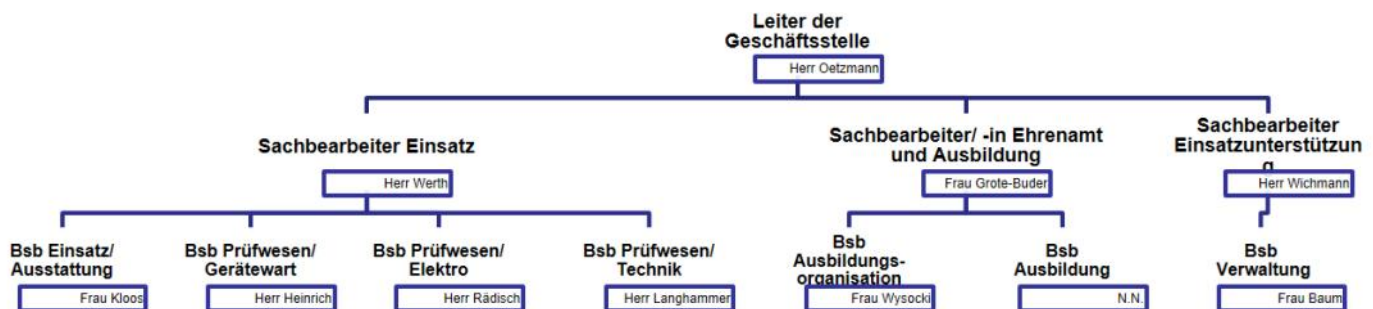 Leiter der
Geschäftsstelle
Herr Oetzmann
Sachbearbeiter Einsatz
Herr Werth
Sachbearbeiter/ -in Ehrenamt
und Ausbildung
Frau Grote-Buder
Sachbearbeiter
Einsatzunterstützun
g
Herr Wichmann
Bsb Einsatz/
Ausstattung
Frau Kloos
Bsb Prüfwesen/
Gerätewart
Herr Heinrich
Bsb Prüfwesen/
Elektro
Herr Rädisch
Bsb Prüfwesen/
Technik
Herr Langhammer
Bsb
Ausbildungs-
organisation
Frau Wysocki
Bsb
Ausbildung
N.N.
Bsb
Verwaltung
Frau Baum